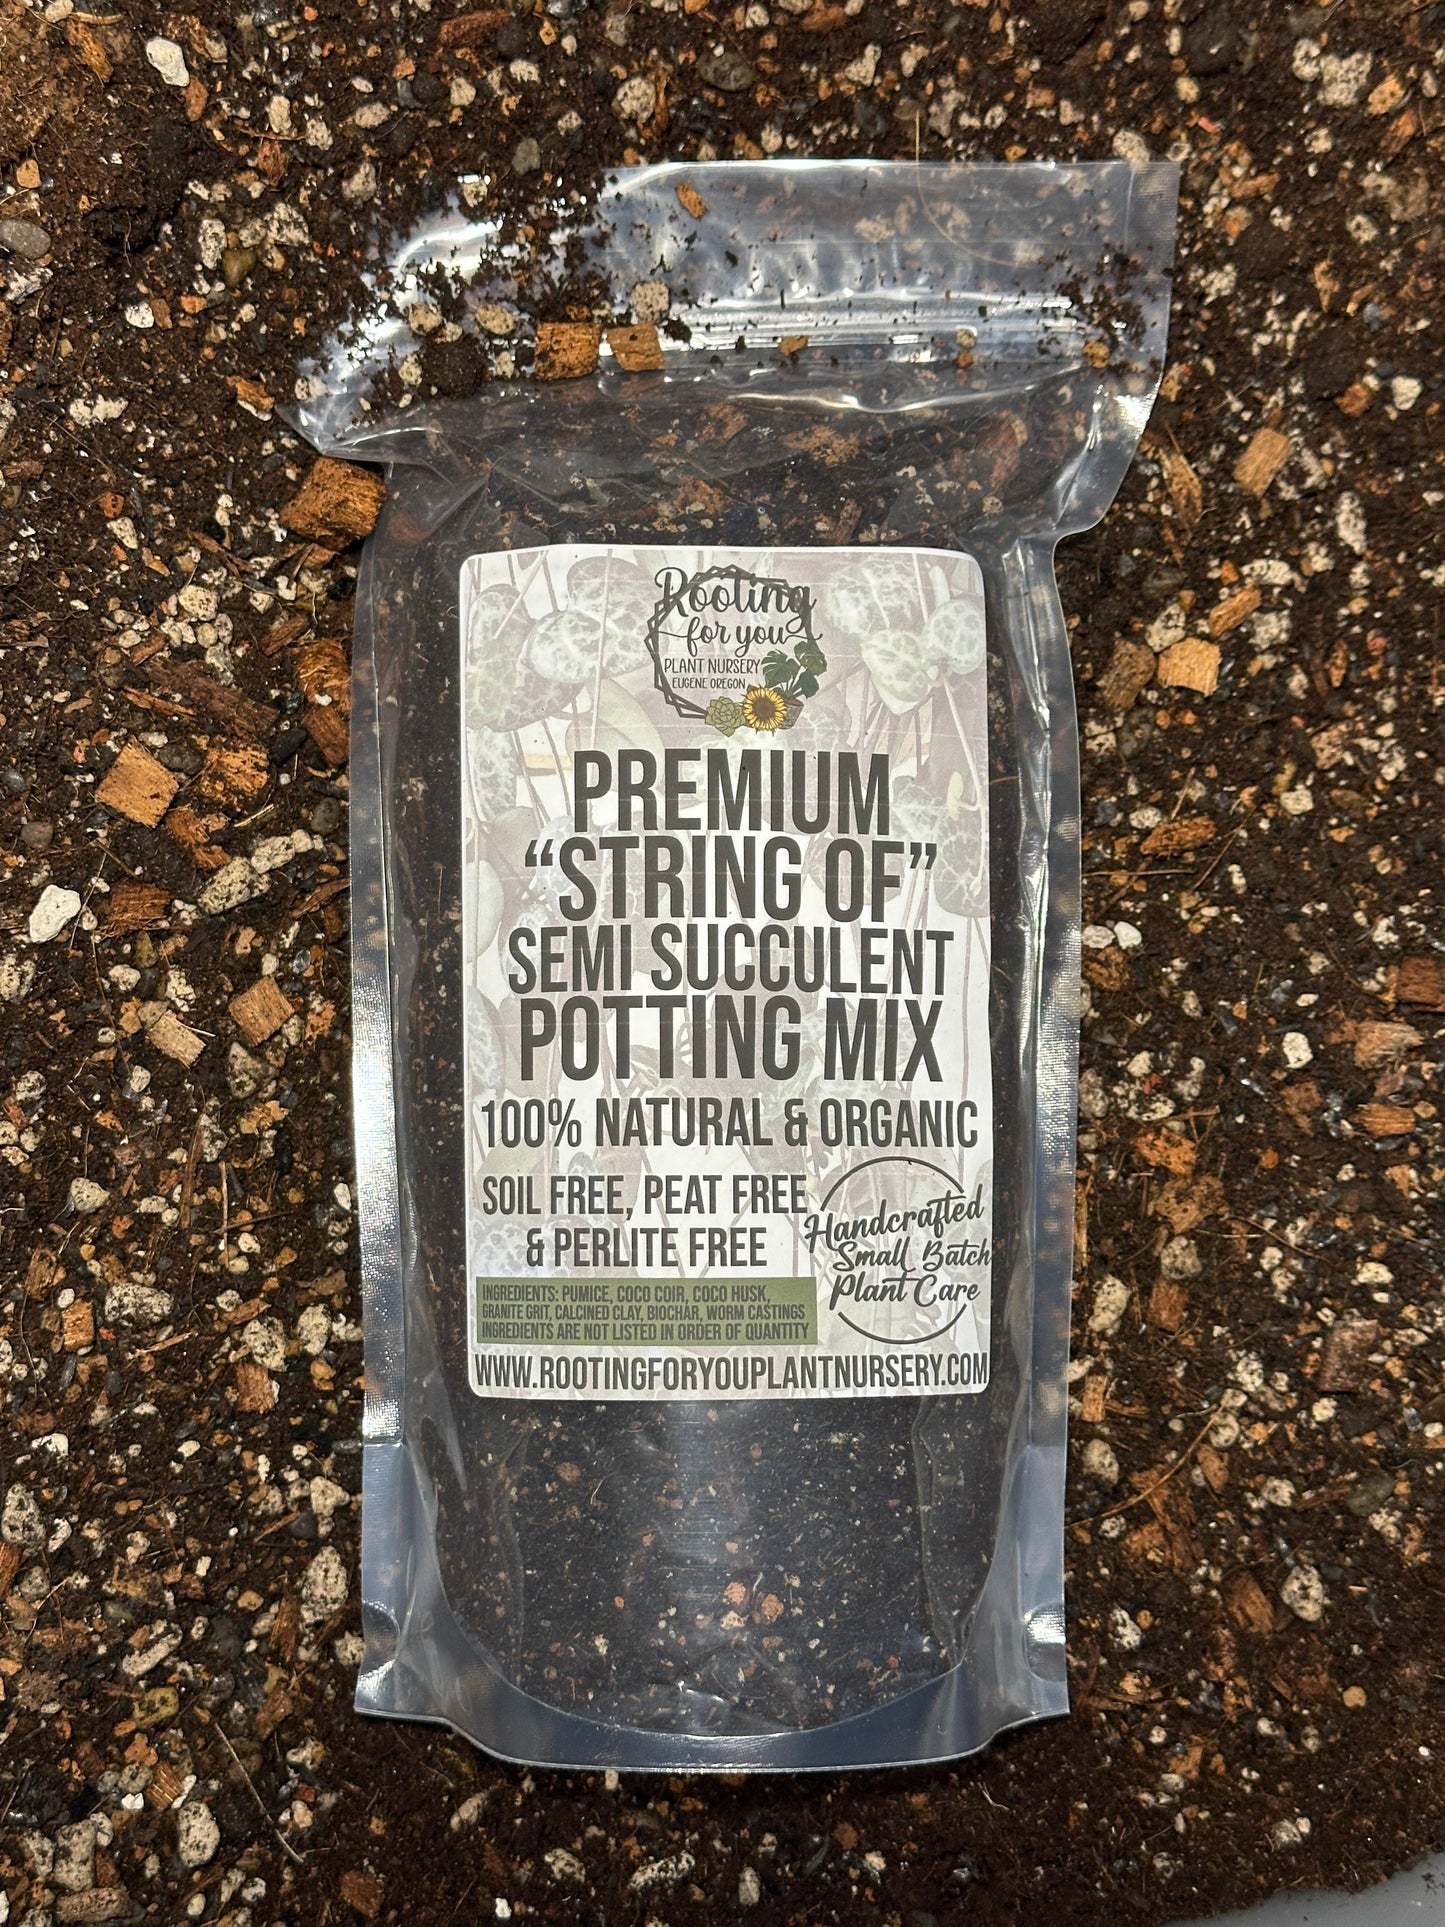 Rooting
for you
PLANT NURSERY
EUGENE OREGON
PREMIUM
“STRING OF”
SEMI SUCCULENT
POTTING MIX
100% NATURAL & ORGANIC
SOIL FREE, PEAT FREE
& PERLITE FREE
Handcrafted
Small Batch
Plant Care
INGREDIENTS: PUMICE, COCO COIR, COCO HUSK,
GRANITE GRIT, CALCINED CLAY, BIOCHAR, WORM CASTINGS
INGREDIENTS ARE NOT LISTED IN ORDER OF QUANTITY
WWW.ROOTINGFORYOUPLANTNURSERY.COM